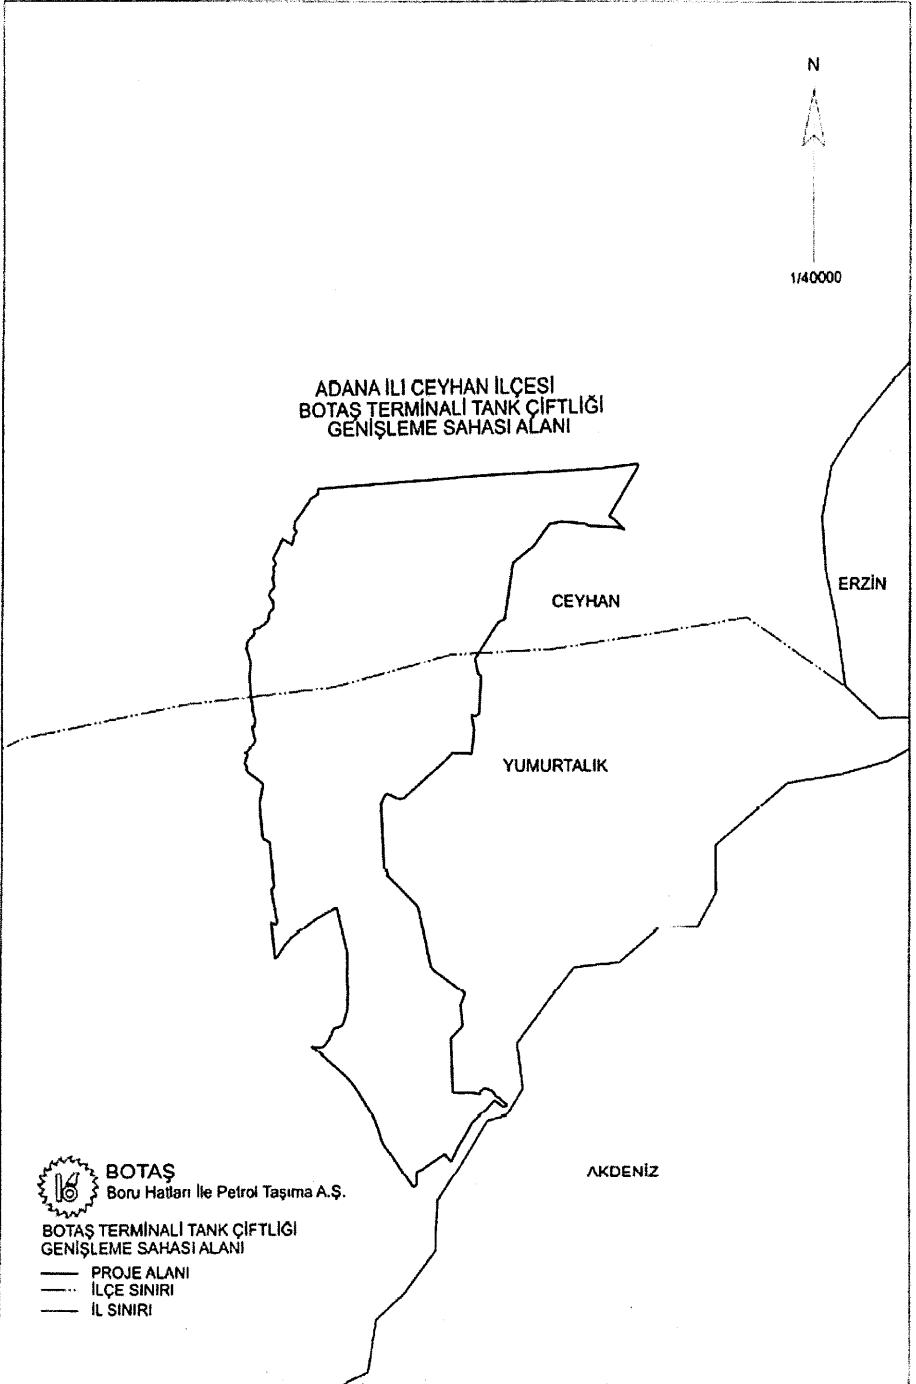 N
1/40000
ADANA İLİ CEYHAN İLÇESİ
BOTAŞ TERMİNALİ TANK ÇİFTLİĞİ
GENİŞLEME SAHASI ALANI
ERZİN
CEYHAN
YUMURTALIK
AKDENİZ
BOTAŞ
Boru Hatları İle Petrol Taşıma A.Ş.
BOTAŞ TERMİNALİ TANK ÇİFTLİĞİ
GENİŞLEME SAHASI ALANI
PROJE ALANI
İLÇE SINIRI
İL SINIRI